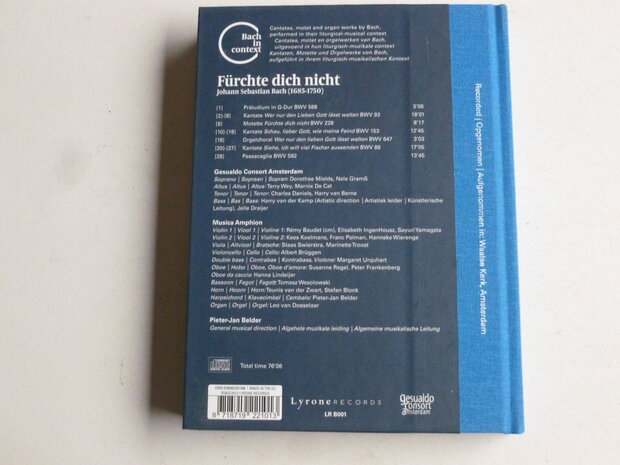 Bach
in
context
Cantatas, motet and organ works by Bach,
performed in their liturgical-musical context
Cantates, motet en orgelwerken van Bach,
uitgevoerd in hun liturgisch-muzikale context
Kantaten, Motette und Orgelwerke von Bach,
aufgeführt in Ihrem liturgisch-musikalischen Kontext
Fürchte dich nicht
Johann Sebastian Bach (1685-1750)
[1] Präludium in G-Dur BWV 568 3'06
[2]-[8] Kantate Wer nur den Lieben Gott lässt walten BWV 93 18'01
[9] Motette Fürchte dich nicht BWV 228 8'17
[10]-[18] Kantate Schau, lieber Gott, wie meine Feind BWV 153 12'45
[19] Orgelchoral Wer nur den lieben Gott lässt walten BWV 647 3'03
[20]-[27] Kantate Siehe, ich will viel Fischer aussenden BWV 88 17'05
[28] Passacaglia BWV 582 13'45
Gesualdo Consort Amsterdam
Soprano | Sopraan | Sopran: Dorothee Mields, Nele Gramß
Altus | Altus | Altus: Terry Wey, Marnix De Cat
Tenore | Tenor | Tenor: Charles Daniels, Harry van Berne
Bass | Bas | Bass: Harry van der Kamp (Artistic direction | Artistiek leider | Künstlerische
Leitung), Jelle Draijer
Musica Amphion
Violin 1 | Viool 1 | Violine 1: Rémy Baudet (cm), Elisabeth IngenHousz, Sayuri Yamagata
Violin 2 | Viool 2 | Violine 2: Kees Koelmans, Franc Polman, Hanneke Wierenga
Viola | Altviool | Bratsche: Staas Swierstra, Marinette Troost
Violoncello | Cello | Cello: Albert Brüggen
Double bass | Contrabas | Kontrabass, Violone: Margaret Urquhart
Oboe | Hobo | Oboe, Oboe d'amore: Susanne Regel, Peter Frankenberg
Oboe da caccia: Hanna Lindeijer
Bassoon | Fagot | Fagott Tomasz Wesolowski
Horn | Hoorn | Horn: Teunis van der Zwart, Stefan Blonk
Harpsichord | Klavecimbel | Cembalo: Pieter-Jan Belder
Organ | Orgel | Orgel: Leo van Doeselaar
Pieter-Jan Belder
General musical direction | Algehele muzikale leiding | Algemeine musikalische Leitung
COMPACT
disc
DIGITAL AUDIO
Total time 76'06
8 718719 221013
Lyrone RECORDS
LR B001
gesualdo
consort
amsterdam
Recorded | Opgenomen | Aufgenommen in: Waalse Kerk, Amsterdam